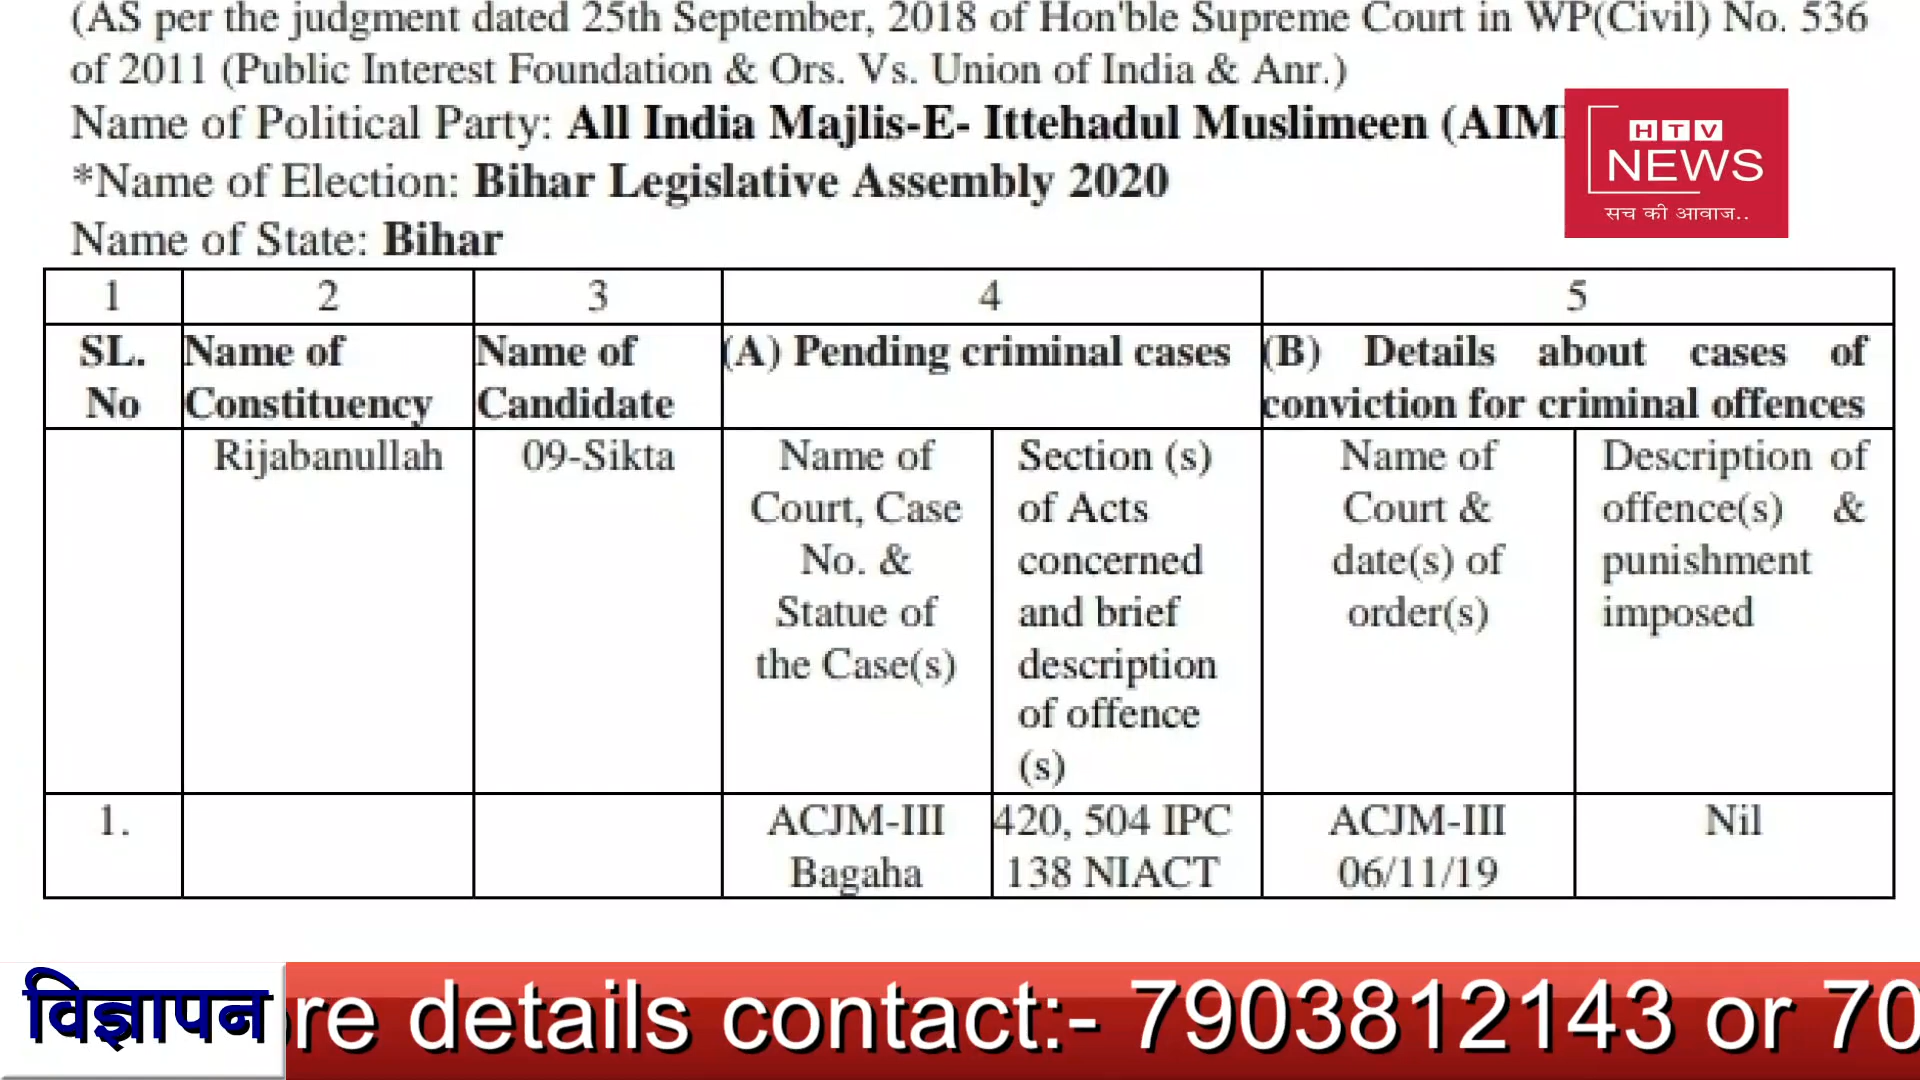 (AS per the judgment dated 25th September, 2018 of Hon'ble Supreme Court in WP(Civil) No. 536
of 2011 (Public Interest Foundation & Ors. Vs. Union of India & Anr.)
Name of Political Party: All India Majlis-E- Ittehadul Muslimeen (AIM
*Name of Election: Bihar Legislative Assembly 2020
Name of State: Bihar
HTV
NEWS
सच की आवाज..
1 2 3 4 5
SL. No
Name of Constituency
Name of Candidate
(A) Pending criminal cases
(B) Details about cases of
conviction for criminal offences
Rijabanullah
09-Sikta
Name of
Court, Case
No. &
Statue of
the Case(s)
Section (s)
of Acts
concerned
and brief
description
of offence
(s)
Name of
Court &
date(s) of
order(s)
Description of
offence(s) &
punishment
imposed
1.
ACJM-III
Bagaha
420, 504 IPC
138 NIACT
ACJM-III
06/11/19
Nil
विज्ञापन
re details contact:- 7903812143 or 70